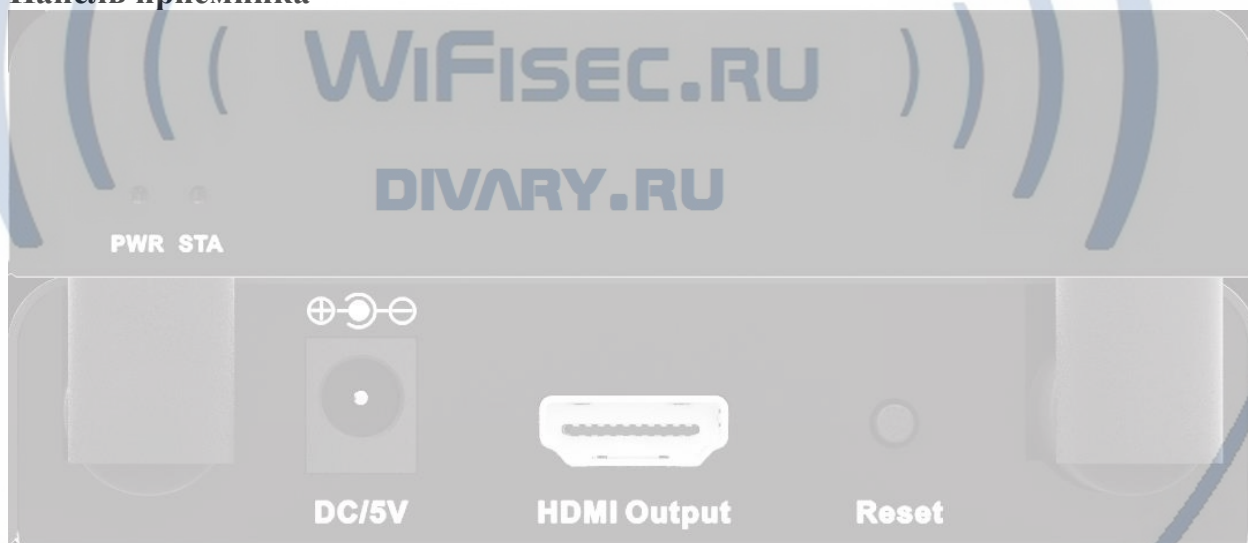 Панель приемника
WiFisec.RU
DIVARY.RU
PWR STA
DC/5V HDMI Output Reset